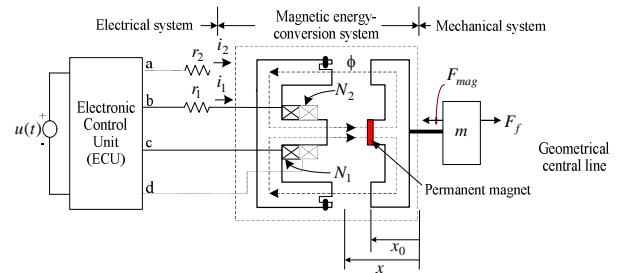 Electrical system
Magnetic energy-
conversion system
Mechanical system
a
r2
i2
ϕ
Fmag
b
r1
i1
N2
u(t)
+
-
Electronic
Control
Unit
(ECU)
m
Ff
c
Geometrical
central line
d
N1
Permanent magnet
x0
x